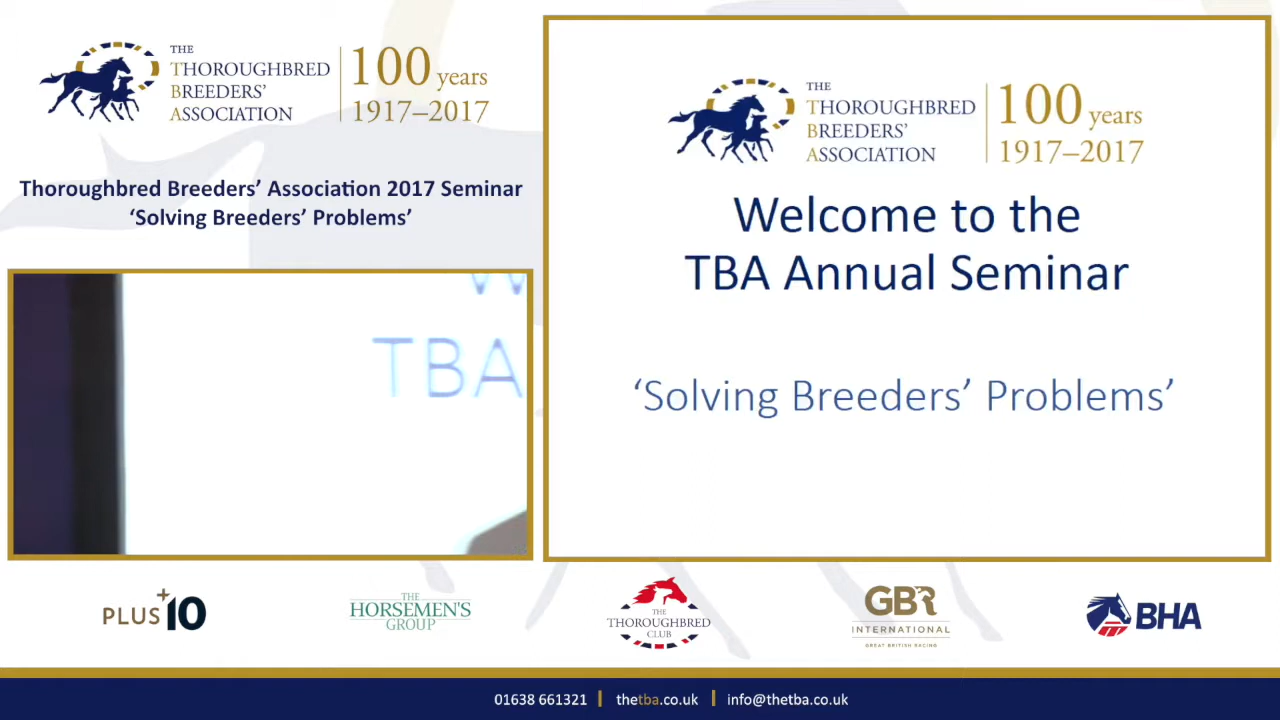 THE
THOROUGHBRED
BREEDERS'
ASSOCIATION
100 years
1917–2017
Thoroughbred Breeders' Association 2017 Seminar
'Solving Breeders' Problems'
TBA
THE
THOROUGHBRED
BREEDERS'
ASSOCIATION
100 years
1917–2017
Welcome to the
TBA Annual Seminar
'Solving Breeders' Problems'
PLUS+10
THE
HORSEMEN'S
GROUP
THE
THOROUGHBRED
CLUB
GBR
INTERNATIONAL
GREAT BRITISH RACING
BHA
01638 661321 | thetba.co.uk | info@thetba.co.uk